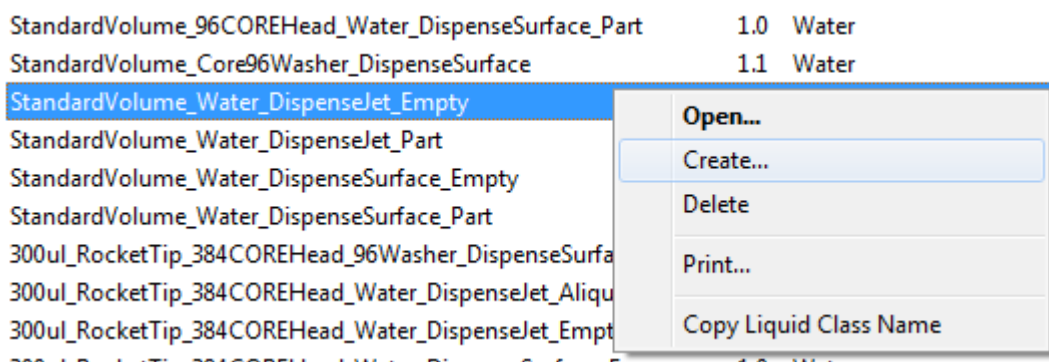 StandardVolume_96COREHead_Water_DispenseSurface_Part 1.0 Water
StandardVolume_Core96Washer_DispenseSurface 1.1 Water
StandardVolume_Water_DispenseJet_Empty
StandardVolume_Water_DispenseJet_Part
StandardVolume_Water_DispenseSurface_Empty
StandardVolume_Water_DispenseSurface_Part
300ul_RocketTip_384COREHead_96Washer_DispenseSurfa
300ul_RocketTip_384COREHead_Water_DispenseJet_Aliqu
300ul_RocketTip_384COREHead_Water_DispenseJet_Empt
Open...
Create...
Delete
Print...
Copy Liquid Class Name